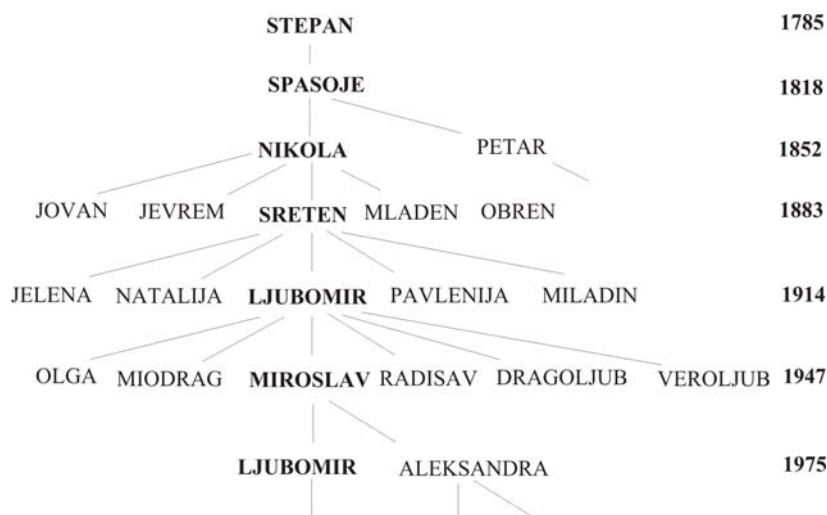 STEPAN 1785
SPASOJE 1818
NIKOLA PETAR 1852
JOVAN JEVREM SRETEN MLADEN OBREN 1883
JELENA NATALIJA LJUBOMIR PAVLENIJA MILADIN 1914
OLGA MIODRAG MIROSLAV RADISAV DRAGOLJUB VEROLJUB 1947
LJUBOMIR ALEKSANDRA 1975